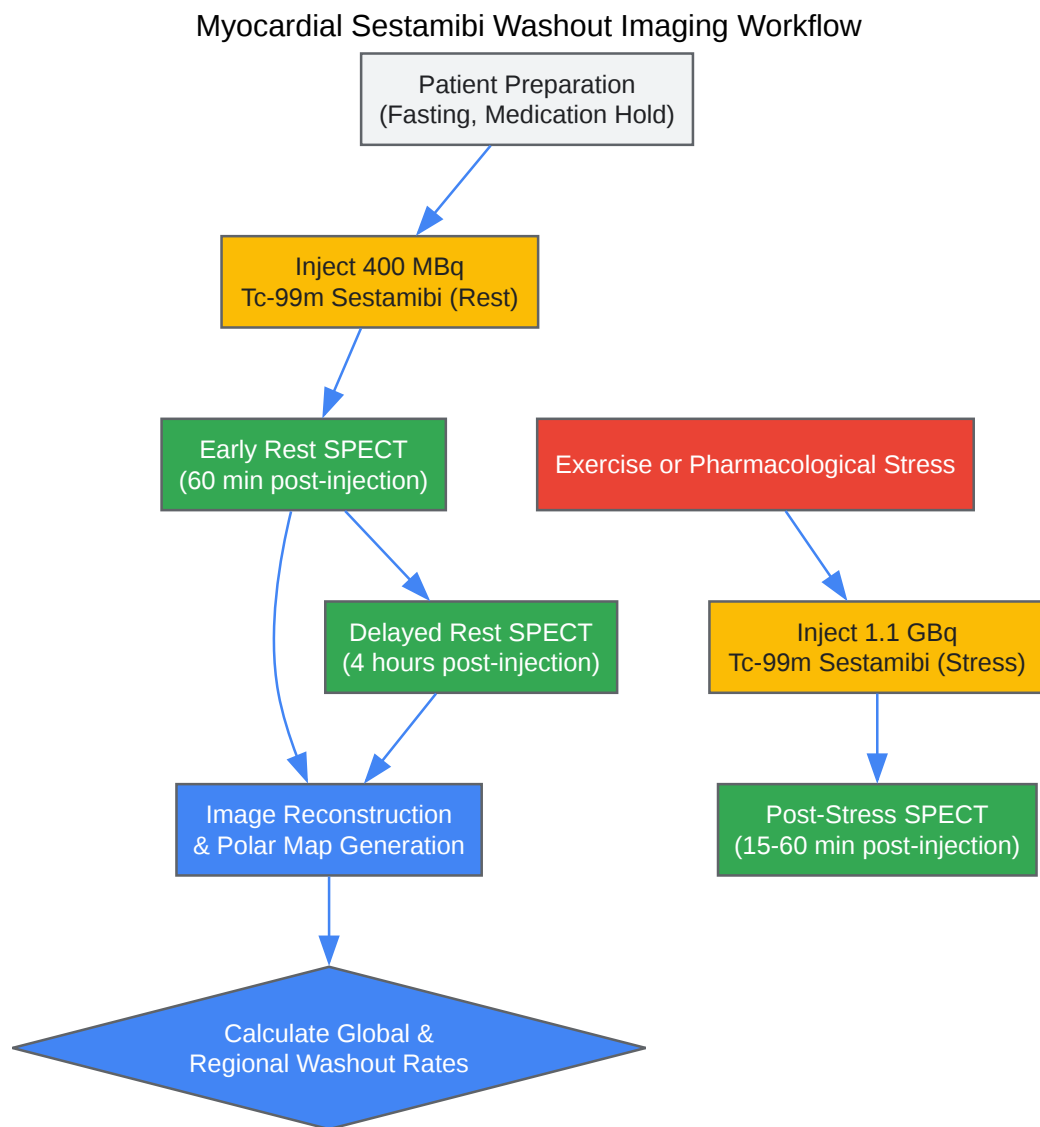 Myocardial Sestamibi Washout Imaging Workflow
Patient Preparation
(Fasting, Medication Hold)
Inject 400 MBq
Tc-99m Sestamibi (Rest)
Early Rest SPECT
(60 min post-injection)
Exercise or Pharmacological Stress
Delayed Rest SPECT
(4 hours post-injection)
Inject 1.1 GBq
Tc-99m Sestamibi (Stress)
Image Reconstruction
& Polar Map Generation
Post-Stress SPECT
(15-60 min post-injection)
Calculate Global &
Regional Washout Rates